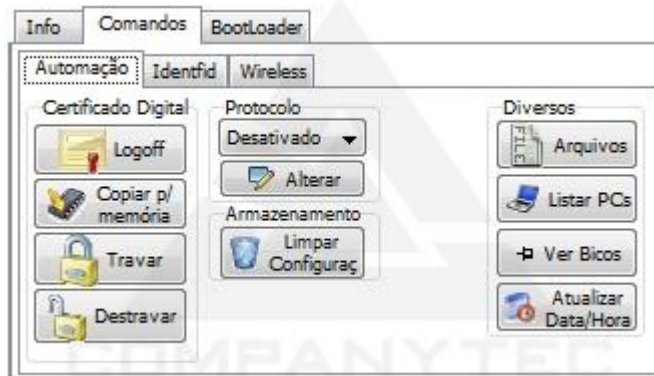 Info Comandos BootLoader
Automação Identfid Wireless
Certificado Digital
Logoff
Copiar p/
memória
Travar
Destravar
Protocolo
Desativado
Alterar
Armazenamento
Limpar
Configuraç
Diversos
FILE
Arquivos
Listar PCs
Ver Bicos
Atualizar
Data/Hora
COMPANYTEC